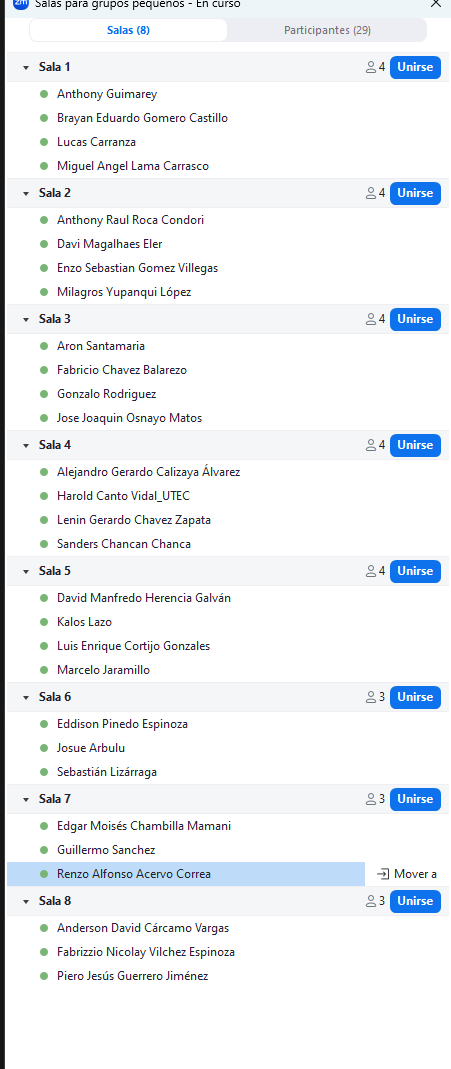 zm Salas para grupos pequeños - En curso
Salas (8) Participantes (29)
Sala 1 4 Unirse
Anthony Guimarey
Brayan Eduardo Gomero Castillo
Lucas Carranza
Miguel Angel Lama Carrasco
Sala 2 4 Unirse
Anthony Raul Roca Condori
Davi Magalhaes Eler
Enzo Sebastian Gomez Villegas
Milagros Yupanqui López
Sala 3 4 Unirse
Aron Santamaria
Fabricio Chavez Balarezo
Gonzalo Rodriguez
Jose Joaquin Osnayo Matos
Sala 4 4 Unirse
Alejandro Gerardo Calizaya Álvarez
Harold Canto Vidal_UTEC
Lenin Gerardo Chavez Zapata
Sanders Chancan Chanca
Sala 5 4 Unirse
David Manfredo Herencia Galván
Kalos Lazo
Luis Enrique Cortijo Gonzales
Marcelo Jaramillo
Sala 6 3 Unirse
Eddison Pinedo Espinoza
Josue Arbulu
Sebastián Lizárraga
Sala 7 3 Unirse
Edgar Moisés Chambilla Mamani
Guillermo Sanchez
Renzo Alfonso Acervo Correa Mover a
Sala 8 3 Unirse
Anderson David Cárcamo Vargas
Fabrizzio Nicolay Vilchez Espinoza
Piero Jesús Guerrero Jiménez